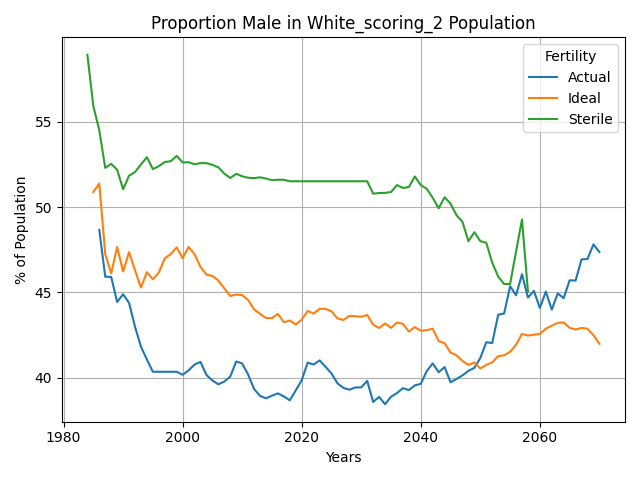 Proportion Male in White_scoring_2 Population
Fertility
Actual
Ideal
Sterile
% of Population
55
50
45
40
1980
2000
2020
2040
2060
Years